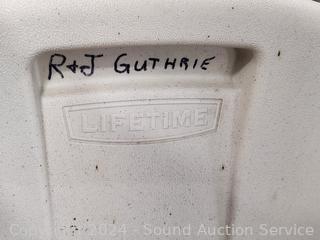 R+J GUTHRIE
LIFETIME
Copyright 2024 - Sound Auction Service